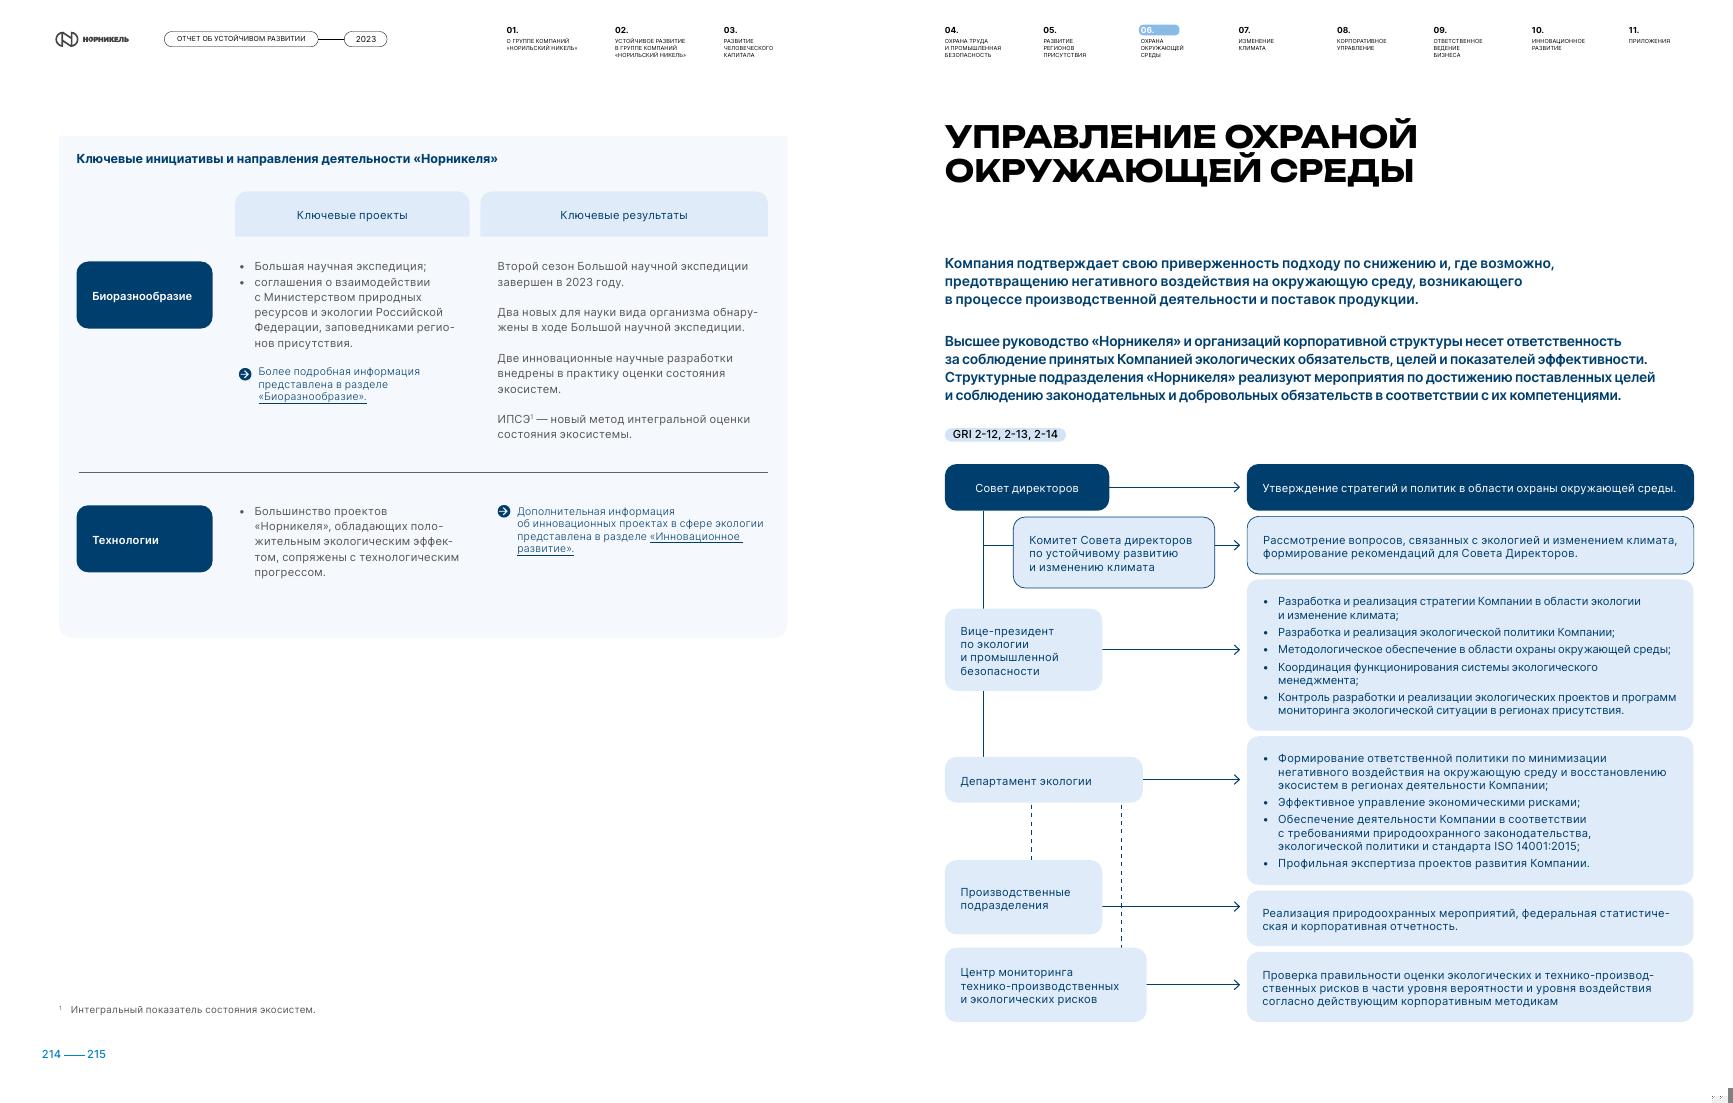 НОРНИКЕЛЬ
ОТЧЕТ ОБ УСТОЙЧИВОМ РАЗВИТИИ
2023
01.
О ГРУППЕ КОМПАНИЙ
«НОРИЛЬСКИЙ НИКЕЛЬ»
02.
УСТОЙЧИВОЕ РАЗВИТИЕ
В ГРУППЕ КОМПАНИЙ
«НОРИЛЬСКИЙ НИКЕЛЬ»
03.
РАЗВИТИЕ
ЧЕЛОВЕЧЕСКОГО
КАПИТАЛА
04.
ОХРАНА ТРУДА
И ПРОМЫШЛЕННАЯ
БЕЗОПАСНОСТЬ
05.
РАЗВИТИЕ
РЕГИОНОВ
ПРИСУТСТВИЯ
06.
ОХРАНА
ОКРУЖАЮЩЕЙ
СРЕДЫ
07.
ИЗМЕНЕНИЕ
КЛИМАТА
08.
КОРПОРАТИВНОЕ
УПРАВЛЕНИЕ
09.
ОТВЕТСТВЕННОЕ
ВЕДЕНИЕ
БИЗНЕСА
10.
ИННОВАЦИОННОЕ
РАЗВИТИЕ
11.
ПРИЛОЖЕНИЯ
Ключевые инициативы и направления деятельности «Норникеля»
Ключевые проекты
Ключевые результаты
Биоразнообразие
• Большая научная экспедиция;
• соглашения о взаимодействии
с Министерством природных
ресурсов и экологии Российской
Федерации, заповедниками регио-
нов присутствия.
Более подробная информация
представлена в разделе
«Биоразнообразие».
Второй сезон Большой научной экспедиции
завершен в 2023 году.
Два новых для науки вида организма обнару-
жены в ходе Большой научной экспедиции.
Две инновационные научные разработки
внедрены в практику оценки состояния
экосистем.
ИПСЭ¹ — новый метод интегральной оценки
состояния экосистемы.
Технологии
• Большинство проектов
«Норникеля», обладающих поло-
жительным экологическим эффек-
том, сопряжены с технологическим
прогрессом.
Дополнительная информация
об инновационных проектах в сфере экологии
представлена в разделе «Инновационное
развитие».
¹ Интегральный показатель состояния экосистем.
214 — 215
УПРАВЛЕНИЕ ОХРАНОЙ
ОКРУЖАЮЩЕЙ СРЕДЫ
Компания подтверждает свою приверженность подходу по снижению и, где возможно,
предотвращению негативного воздействия на окружающую среду, возникающего
в процессе производственной деятельности и поставок продукции.
Высшее руководство «Норникеля» и организаций корпоративной структуры несет ответственность
за соблюдение принятых Компанией экологических обязательств, целей и показателей эффективности.
Структурные подразделения «Норникеля» реализуют мероприятия по достижению поставленных целей
и соблюдению законодательных и добровольных обязательств в соответствии с их компетенциями.
GRI 2-12, 2-13, 2-14
Совет директоров
Утверждение стратегий и политик в области охраны окружающей среды.
Комитет Совета директоров
по устойчивому развитию
и изменению климата
Рассмотрение вопросов, связанных с экологией и изменением климата,
формирование рекомендаций для Совета Директоров.
Вице-президент
по экологии
и промышленной
безопасности
• Разработка и реализация стратегии Компании в области экологии
и изменение климата;
• Разработка и реализация экологической политики Компании;
• Методологическое обеспечение в области охраны окружающей среды;
• Координация функционирования системы экологического
менеджмента;
• Контроль разработки и реализации экологических проектов и программ
мониторинга экологической ситуации в регионах присутствия.
Департамент экологии
• Формирование ответственной политики по минимизации
негативного воздействия на окружающую среду и восстановлению
экосистем в регионах деятельности Компании;
• Эффективное управление экономическими рисками;
• Обеспечение деятельности Компании в соответствии
с требованиями природоохранного законодательства,
экологической политики и стандарта ISO 14001:2015;
• Профильная экспертиза проектов развития Компании.
Производственные
подразделения
Реализация природоохранных мероприятий, федеральная статистиче-
ская и корпоративная отчетность.
Центр мониторинга
технико-производственных
и экологических рисков
Проверка правильности оценки экологических и технико-производ-
ственных рисков в части уровня вероятности и уровня воздействия
согласно действующим корпоративным методикам